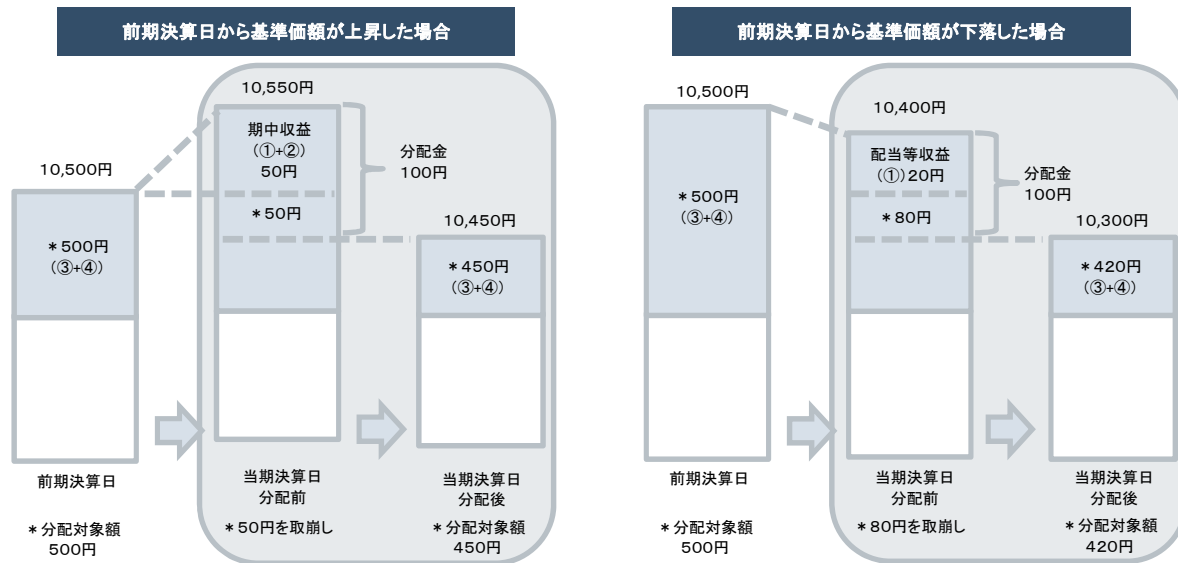 前期決算日から基準価額が上昇した場合
10,550円
期中収益
(①+②)
50円
分配金
100円
10,500円
*50円
10,450円
*500円
(③+④)
*450円
(③+④)
前期決算日
当期決算日
分配前
当期決算日
分配後
*分配対象額
500円
*50円を取崩し
*分配対象額
450円
前期決算日から基準価額が下落した場合
10,500円
10,400円
配当等収益
(①)20円
分配金
100円
*500円
(③+④)
*80円
10,300円
*420円
(③+④)
前期決算日
当期決算日
分配前
当期決算日
分配後
*分配対象額
500円
*80円を取崩し
*分配対象額
420円